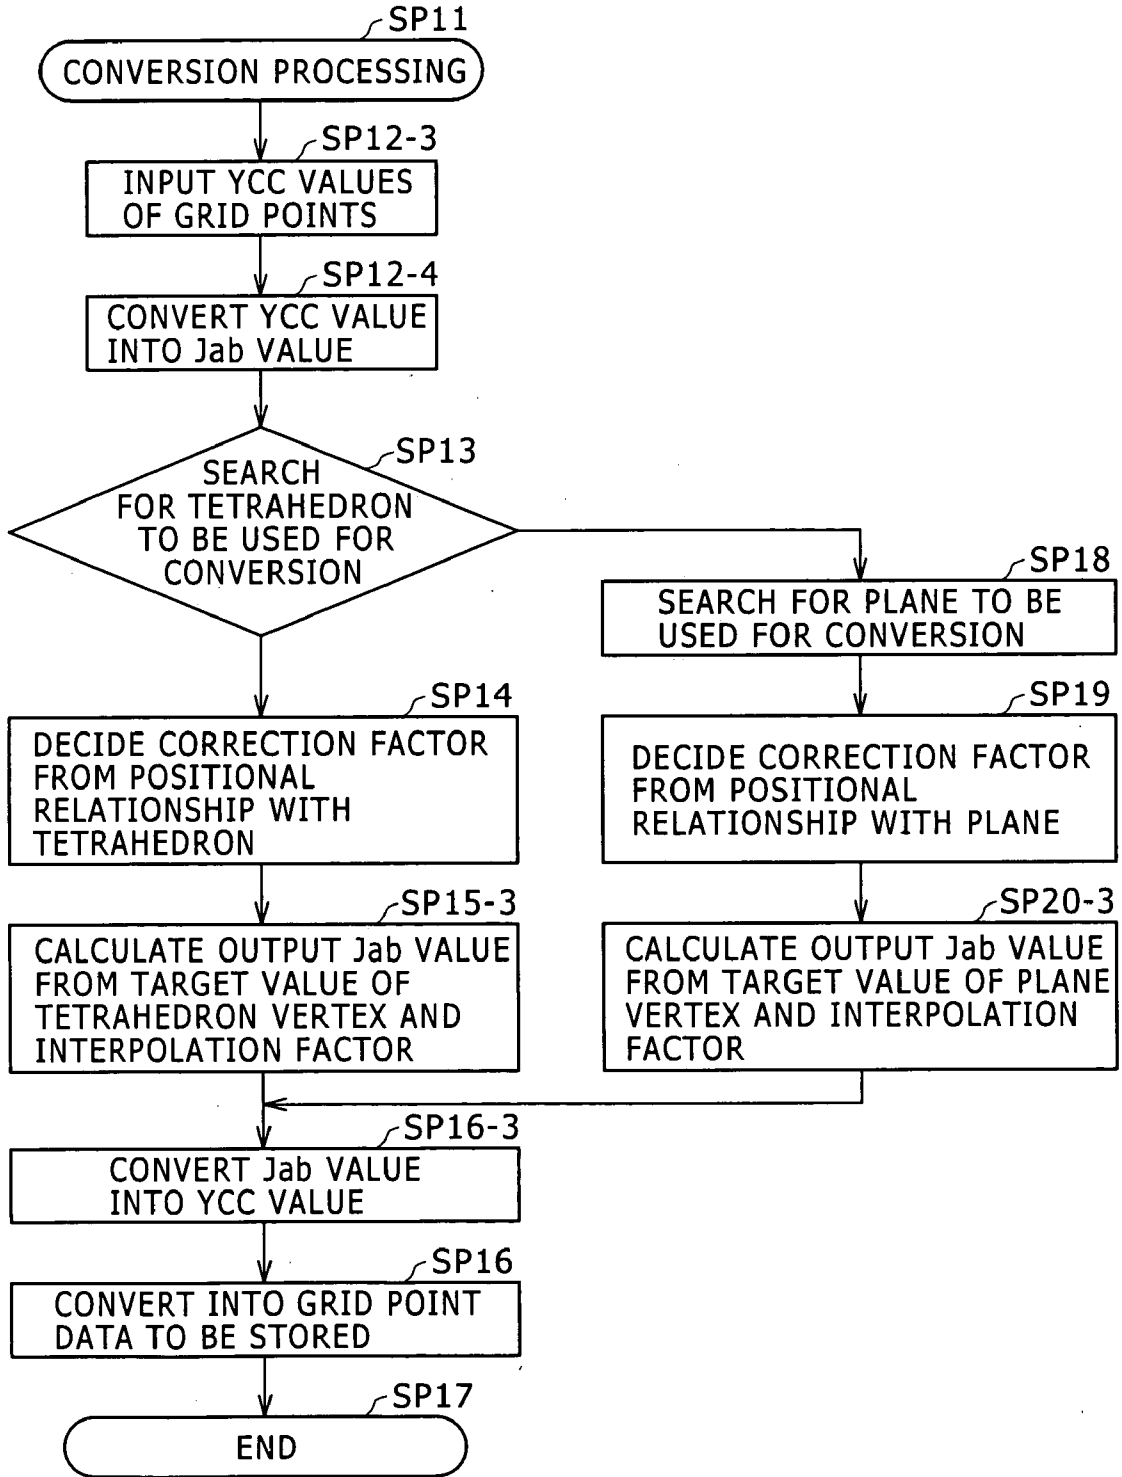 SP11
CONVERSION PROCESSING
SP12-3
INPUT YCC VALUES
OF GRID POINTS
SP12-4
CONVERT YCC VALUE
INTO Jab VALUE
SP13
SEARCH
FOR TETRAHEDRON
TO BE USED FOR
CONVERSION
SP14
DECIDE CORRECTION FACTOR
FROM POSITIONAL
RELATIONSHIP WITH
TETRAHEDRON
SP15-3
CALCULATE OUTPUT Jab VALUE
FROM TARGET VALUE OF
TETRAHEDRON VERTEX AND
INTERPOLATION FACTOR
SP18
SEARCH FOR PLANE TO BE
USED FOR CONVERSION
SP19
DECIDE CORRECTION FACTOR
FROM POSITIONAL
RELATIONSHIP WITH PLANE
SP20-3
CALCULATE OUTPUT Jab VALUE
FROM TARGET VALUE OF PLANE
VERTEX AND INTERPOLATION
FACTOR
SP16-3
CONVERT Jab VALUE
INTO YCC VALUE
SP16
CONVERT INTO GRID POINT
DATA TO BE STORED
SP17
END